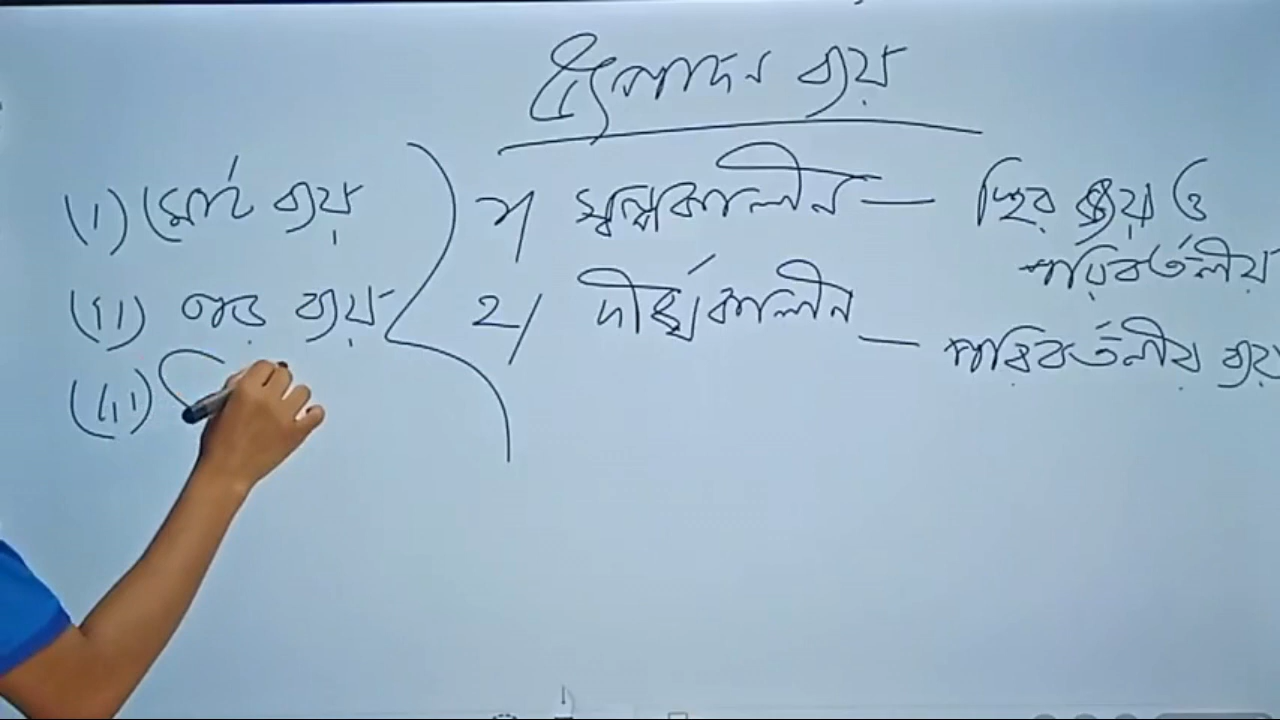 উৎপাদন ব্যয়
(i) মোট ব্যয়
(ii) গড় ব্যয়
(iii)
১/ স্বল্পকালীন — স্থির ব্যয় ও
পরিবর্তনীয়
২/ দীর্ঘকালীন — পরিবর্তনীয় ব্যয়